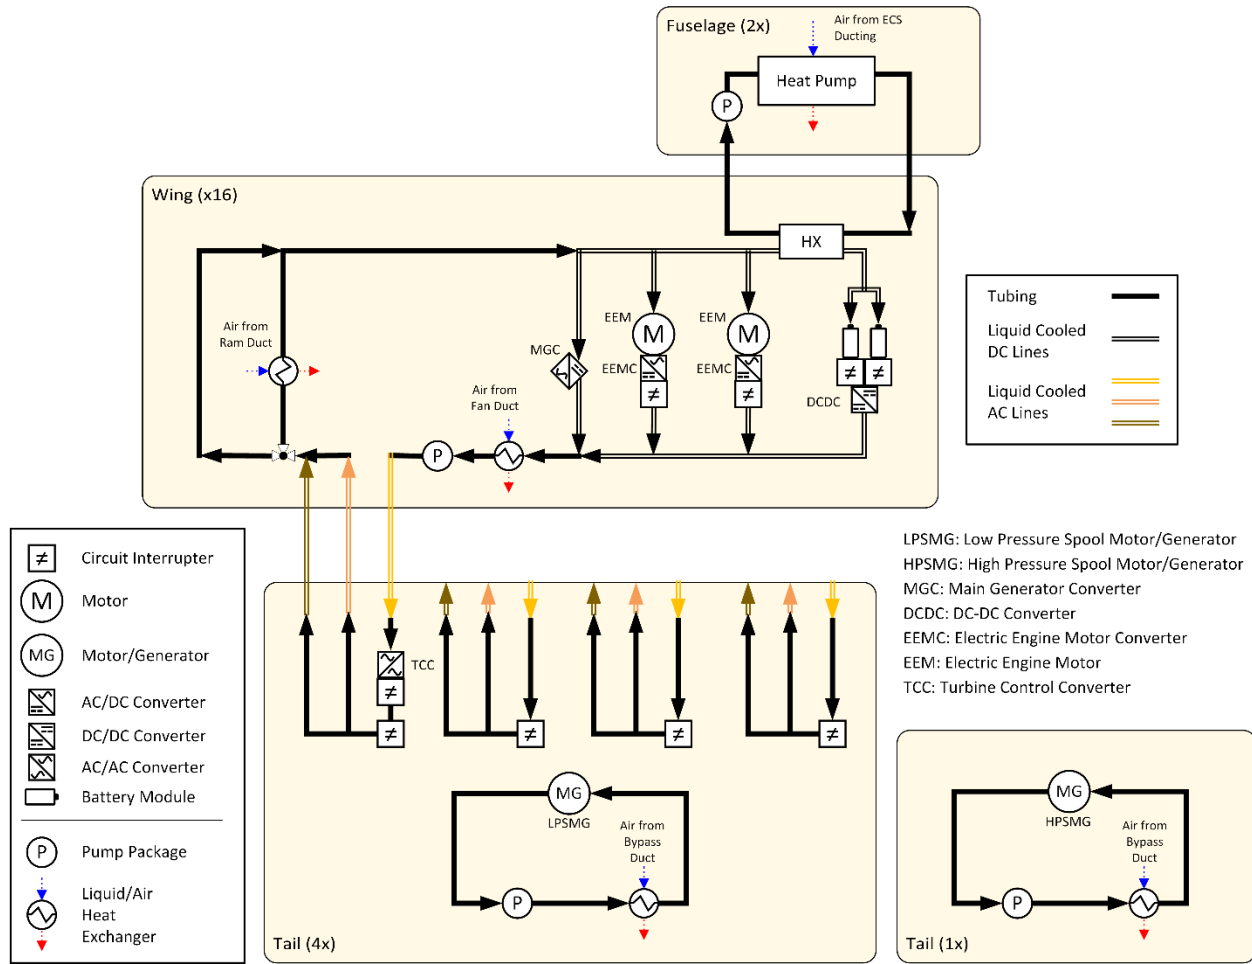 Fuselage (2x)
Air from ECS
Ducting
Heat Pump
P
Wing (x16)
HX
Air from
Ram Duct
EEM
M
EEM
M
MGC
EEMC
≠
EEMC
≠
≠
≠
DCDC
Air from
Fan Duct
P
Tubing
Liquid Cooled
DC Lines
Liquid Cooled
AC Lines
≠
Circuit Interrupter
M
Motor
MG
Motor/Generator
AC/DC Converter
DC/DC Converter
AC/AC Converter
Battery Module
P
Pump Package
Liquid/Air
Heat
Exchanger
TCC
≠
≠
≠
≠
≠
MG
LPSMG
Air from
Bypass
Duct
P
Tail (4x)
LPSMG: Low Pressure Spool Motor/Generator
HPSMG: High Pressure Spool Motor/Generator
MGC: Main Generator Converter
DCDC: DC-DC Converter
EEMC: Electric Engine Motor Converter
EEM: Electric Engine Motor
TCC: Turbine Control Converter
MG
HPSMG
Air from
Bypass
Duct
P
Tail (1x)